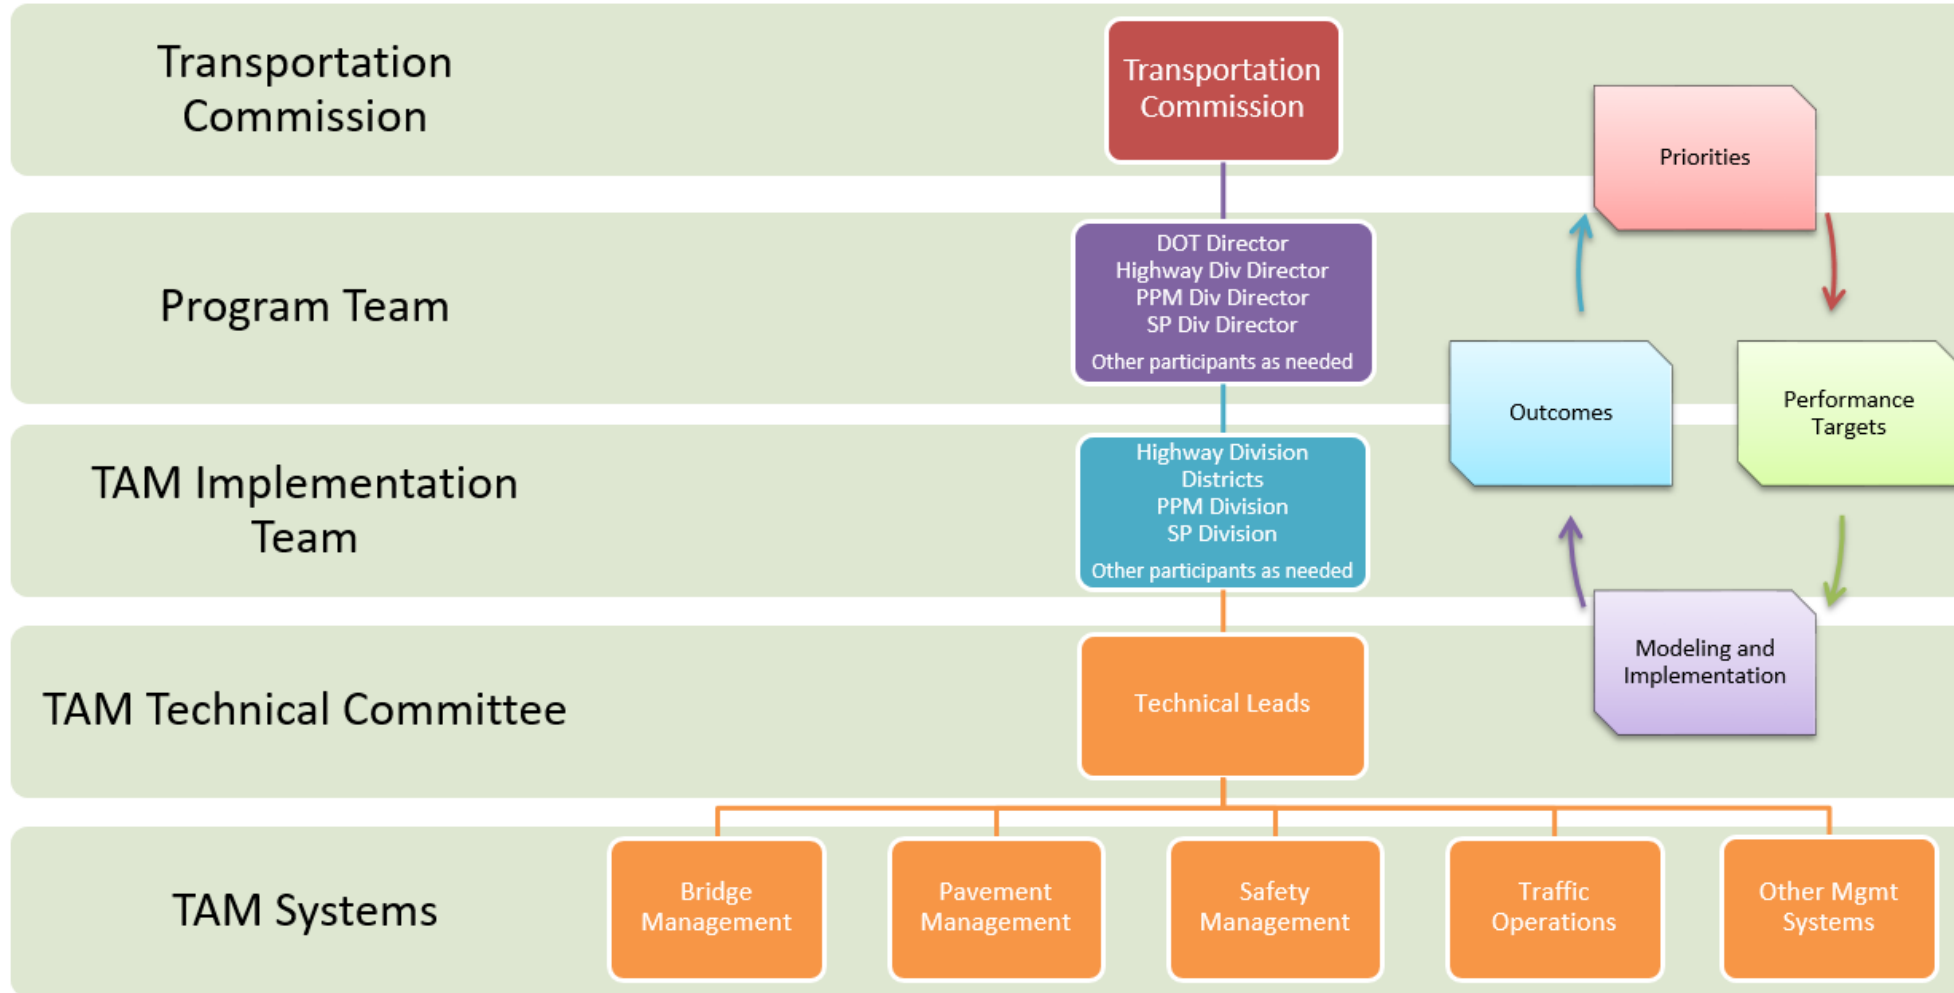 Transportation
Commission
Transportation
Commission
Priorities
Program Team
DOT Director
Highway Div Director
PPM Div Director
SP Div Director
Other participants as needed
Outcomes
Performance
Targets
TAM Implementation
Team
Highway Division
Districts
PPM Division
SP Division
Other participants as needed
Modeling and
Implementation
TAM Technical Committee
Technical Leads
TAM Systems
Bridge
Management
Pavement
Management
Safety
Management
Traffic
Operations
Other Mgmt
Systems